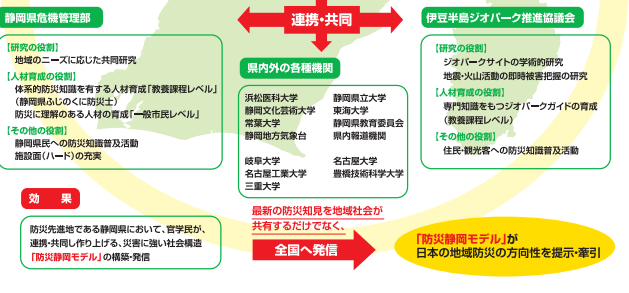 静岡県危機管理部
【研究の役割】
地域のニーズに応じた共同研究
【人材育成の役割】
体系的防災知識を有する人材育成「教養課程レベル」
（静岡県ふじのくに防災士）
防災に理解のある人材の育成「一般市民レベル」
【その他の役割】
静岡県民への防災知識普及活動
施設面（ハード）の充実
連携・共同
県内外の各種機関
浜松医科大学 静岡県立大学
静岡文化芸術大学 東海大学
常葉大学 静岡県教育委員会
静岡地方気象台 県内報道機関
岐阜大学 名古屋大学
名古屋工業大学 豊橋技術科学大学
三重大学
伊豆半島ジオパーク推進協議会
【研究の役割】
ジオパークサイトの学術的研究
地震・火山活動の即時被害把握の研究
【人材育成の役割】
専門知識をもつジオパークガイドの育成
（教養課程レベル）
【その他の役割】
住民・観光客への防災知識普及活動
効果
防災先進地である静岡県において、官学民が、
連携・共同し作り上げる、災害に強い社会構造
「防災静岡モデル」の構築・発信
最新の防災知見を地域社会が
共有するだけでなく、
全国へ発信
「防災静岡モデル」が
日本の地域防災の方向性を提示・牽引